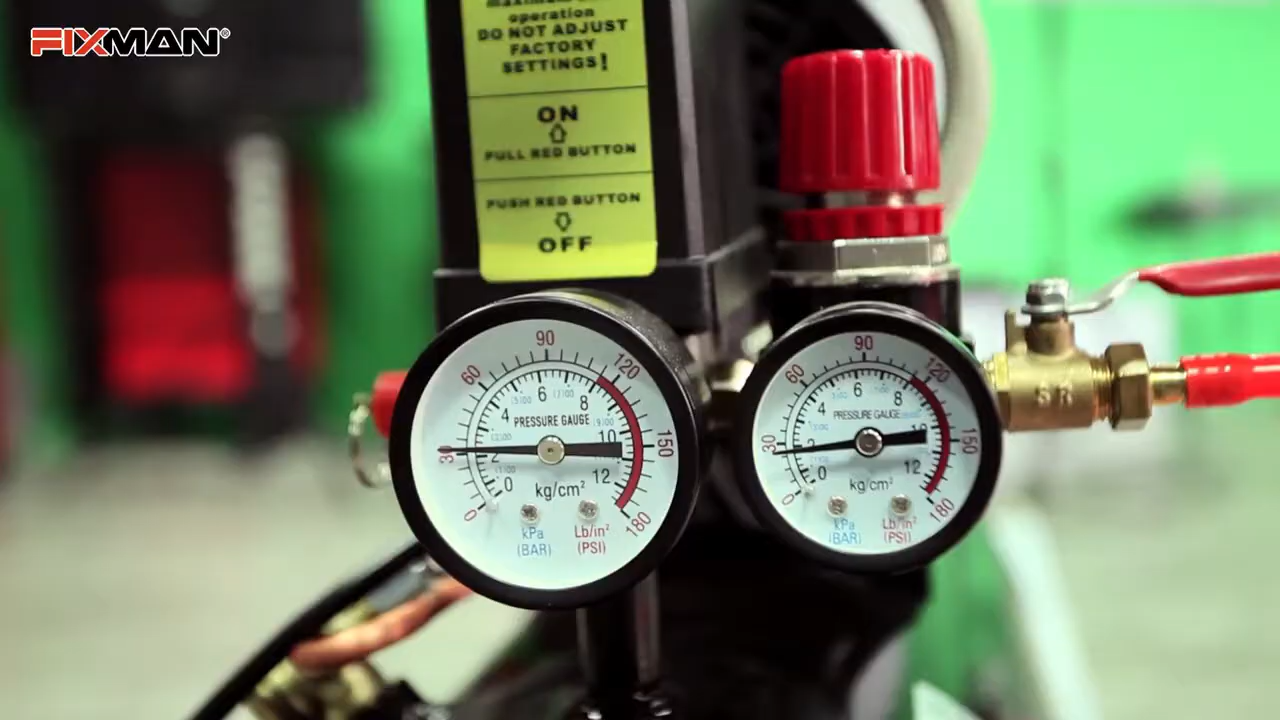 FIXMAN®
maximum
operation
DO NOT ADJUST
FACTORY
SETTINGS!
ON
PULL RED BUTTON
PUSH RED BUTTON
OFF
0 30 60 90 120 150 180
0 2 4 6 8 10 12
PRESSURE GAUGE
kg/cm²
kPa
(BAR)
Lb/in²
(PSI)
0 30 60 90 120 150 180
0 2 4 6 8 10 12
PRESSURE GAUGE
kg/cm²
kPa
(BAR)
Lb/in²
(PSI)